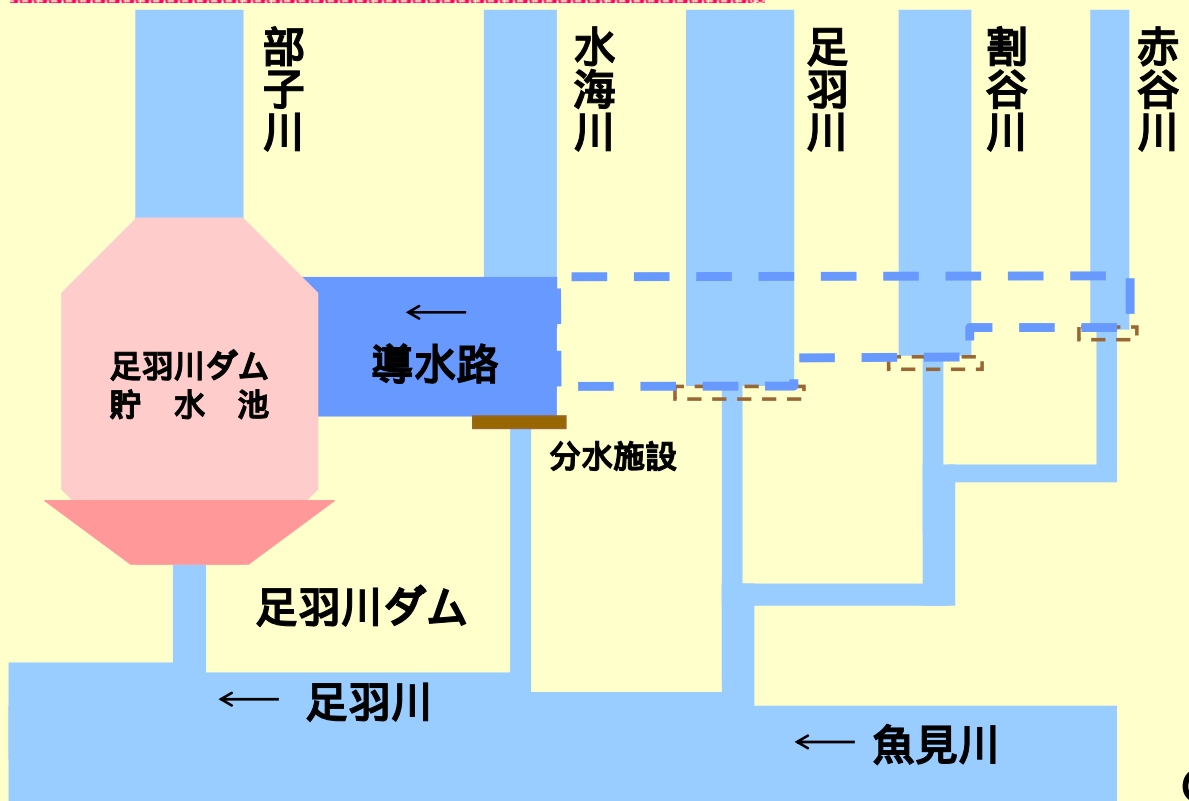 部子川
水海川
足羽川
割谷川
赤谷川
導水路
足羽川ダム
貯 水 池
分水施設
足羽川ダム
足羽川
魚見川